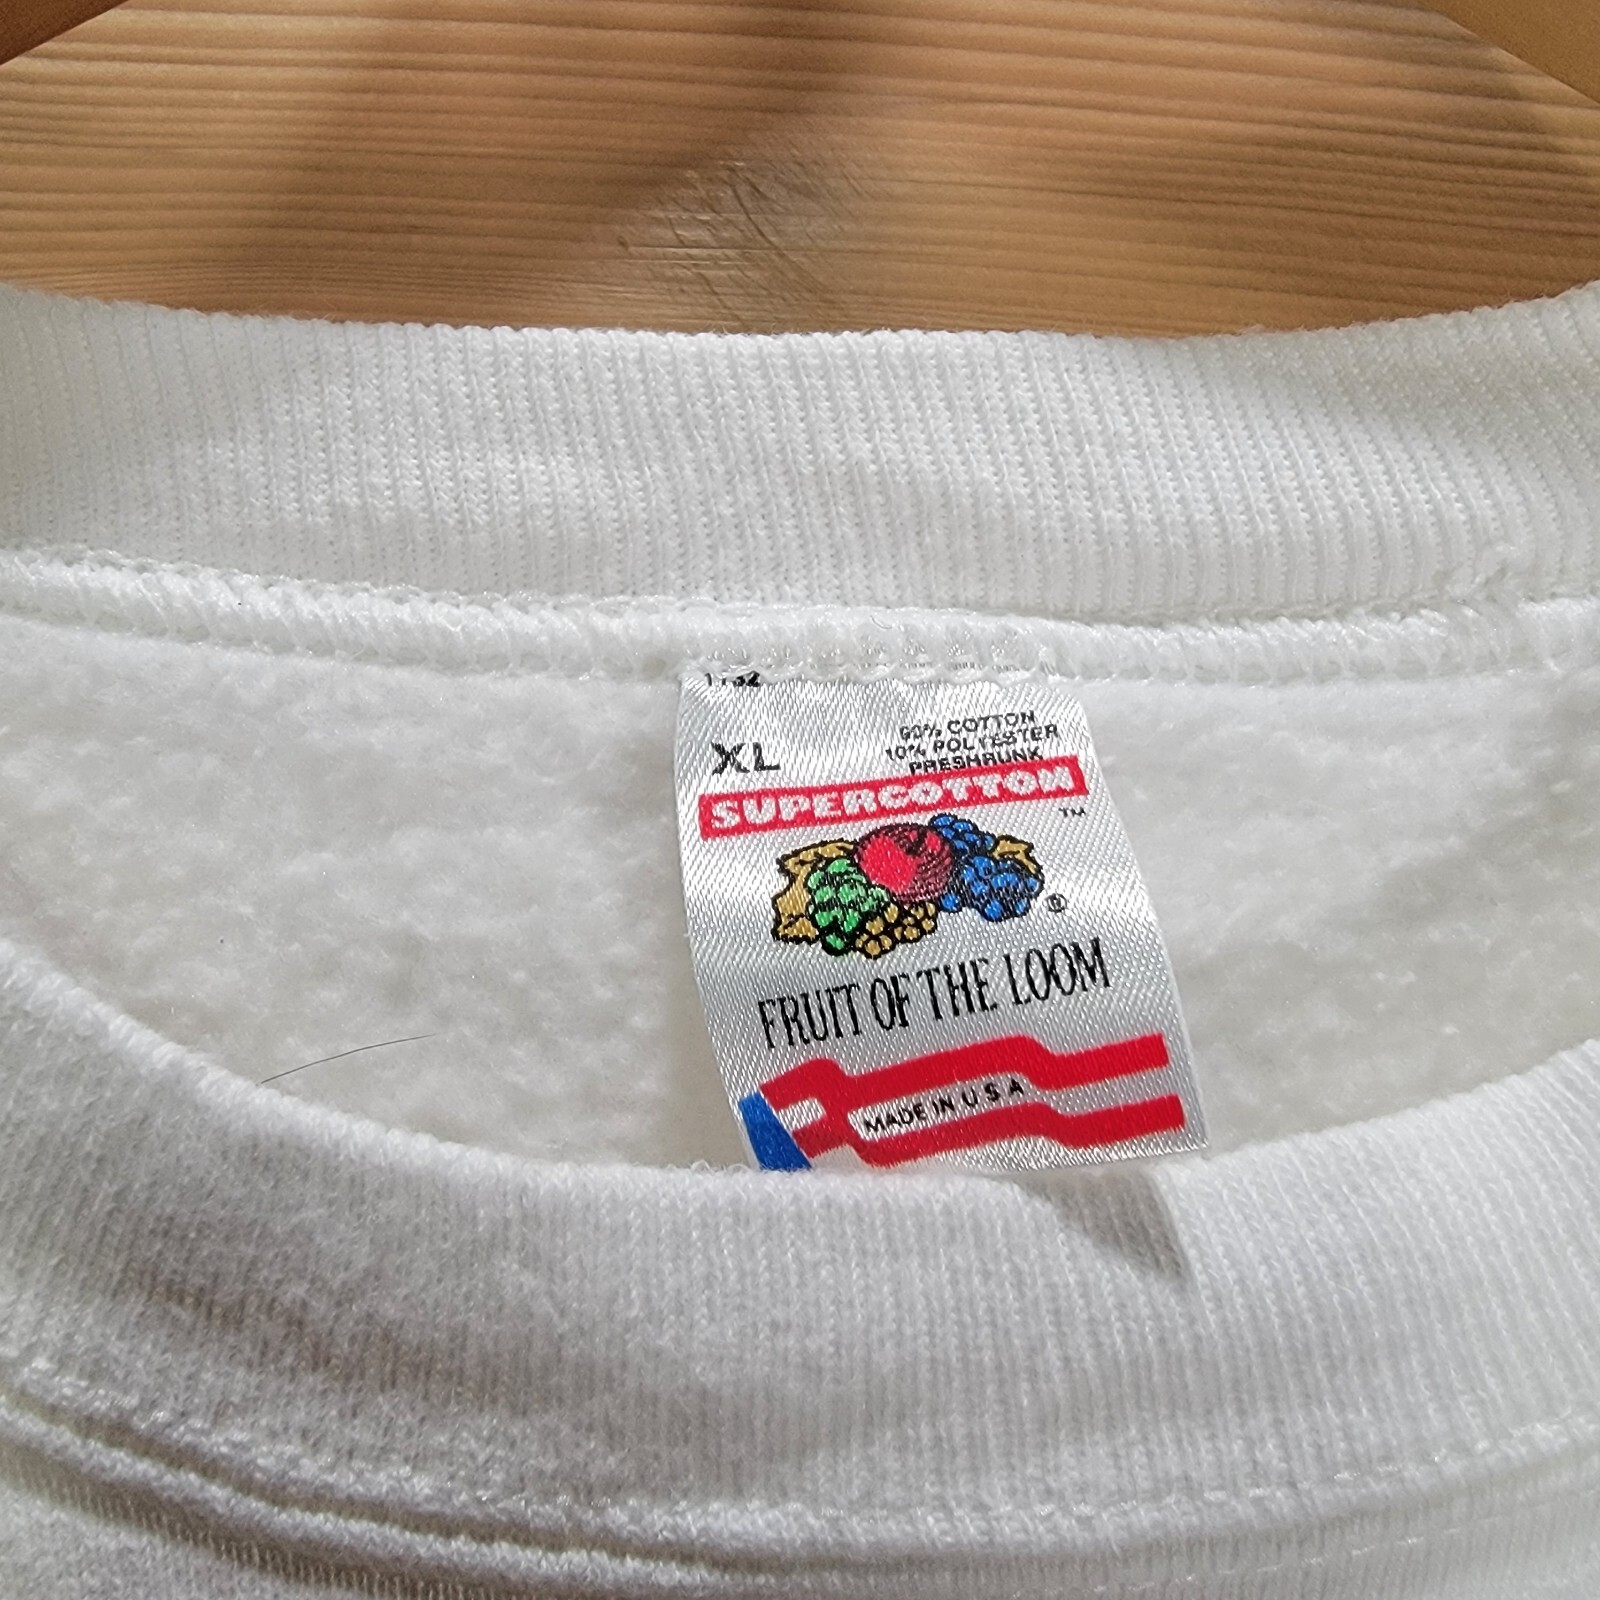 XL
90% COTTON
10% POLYESTER
PRESHRUNK
SUPERCOTTON
TM
®
FRUIT OF THE LOOM
MADE IN U S A